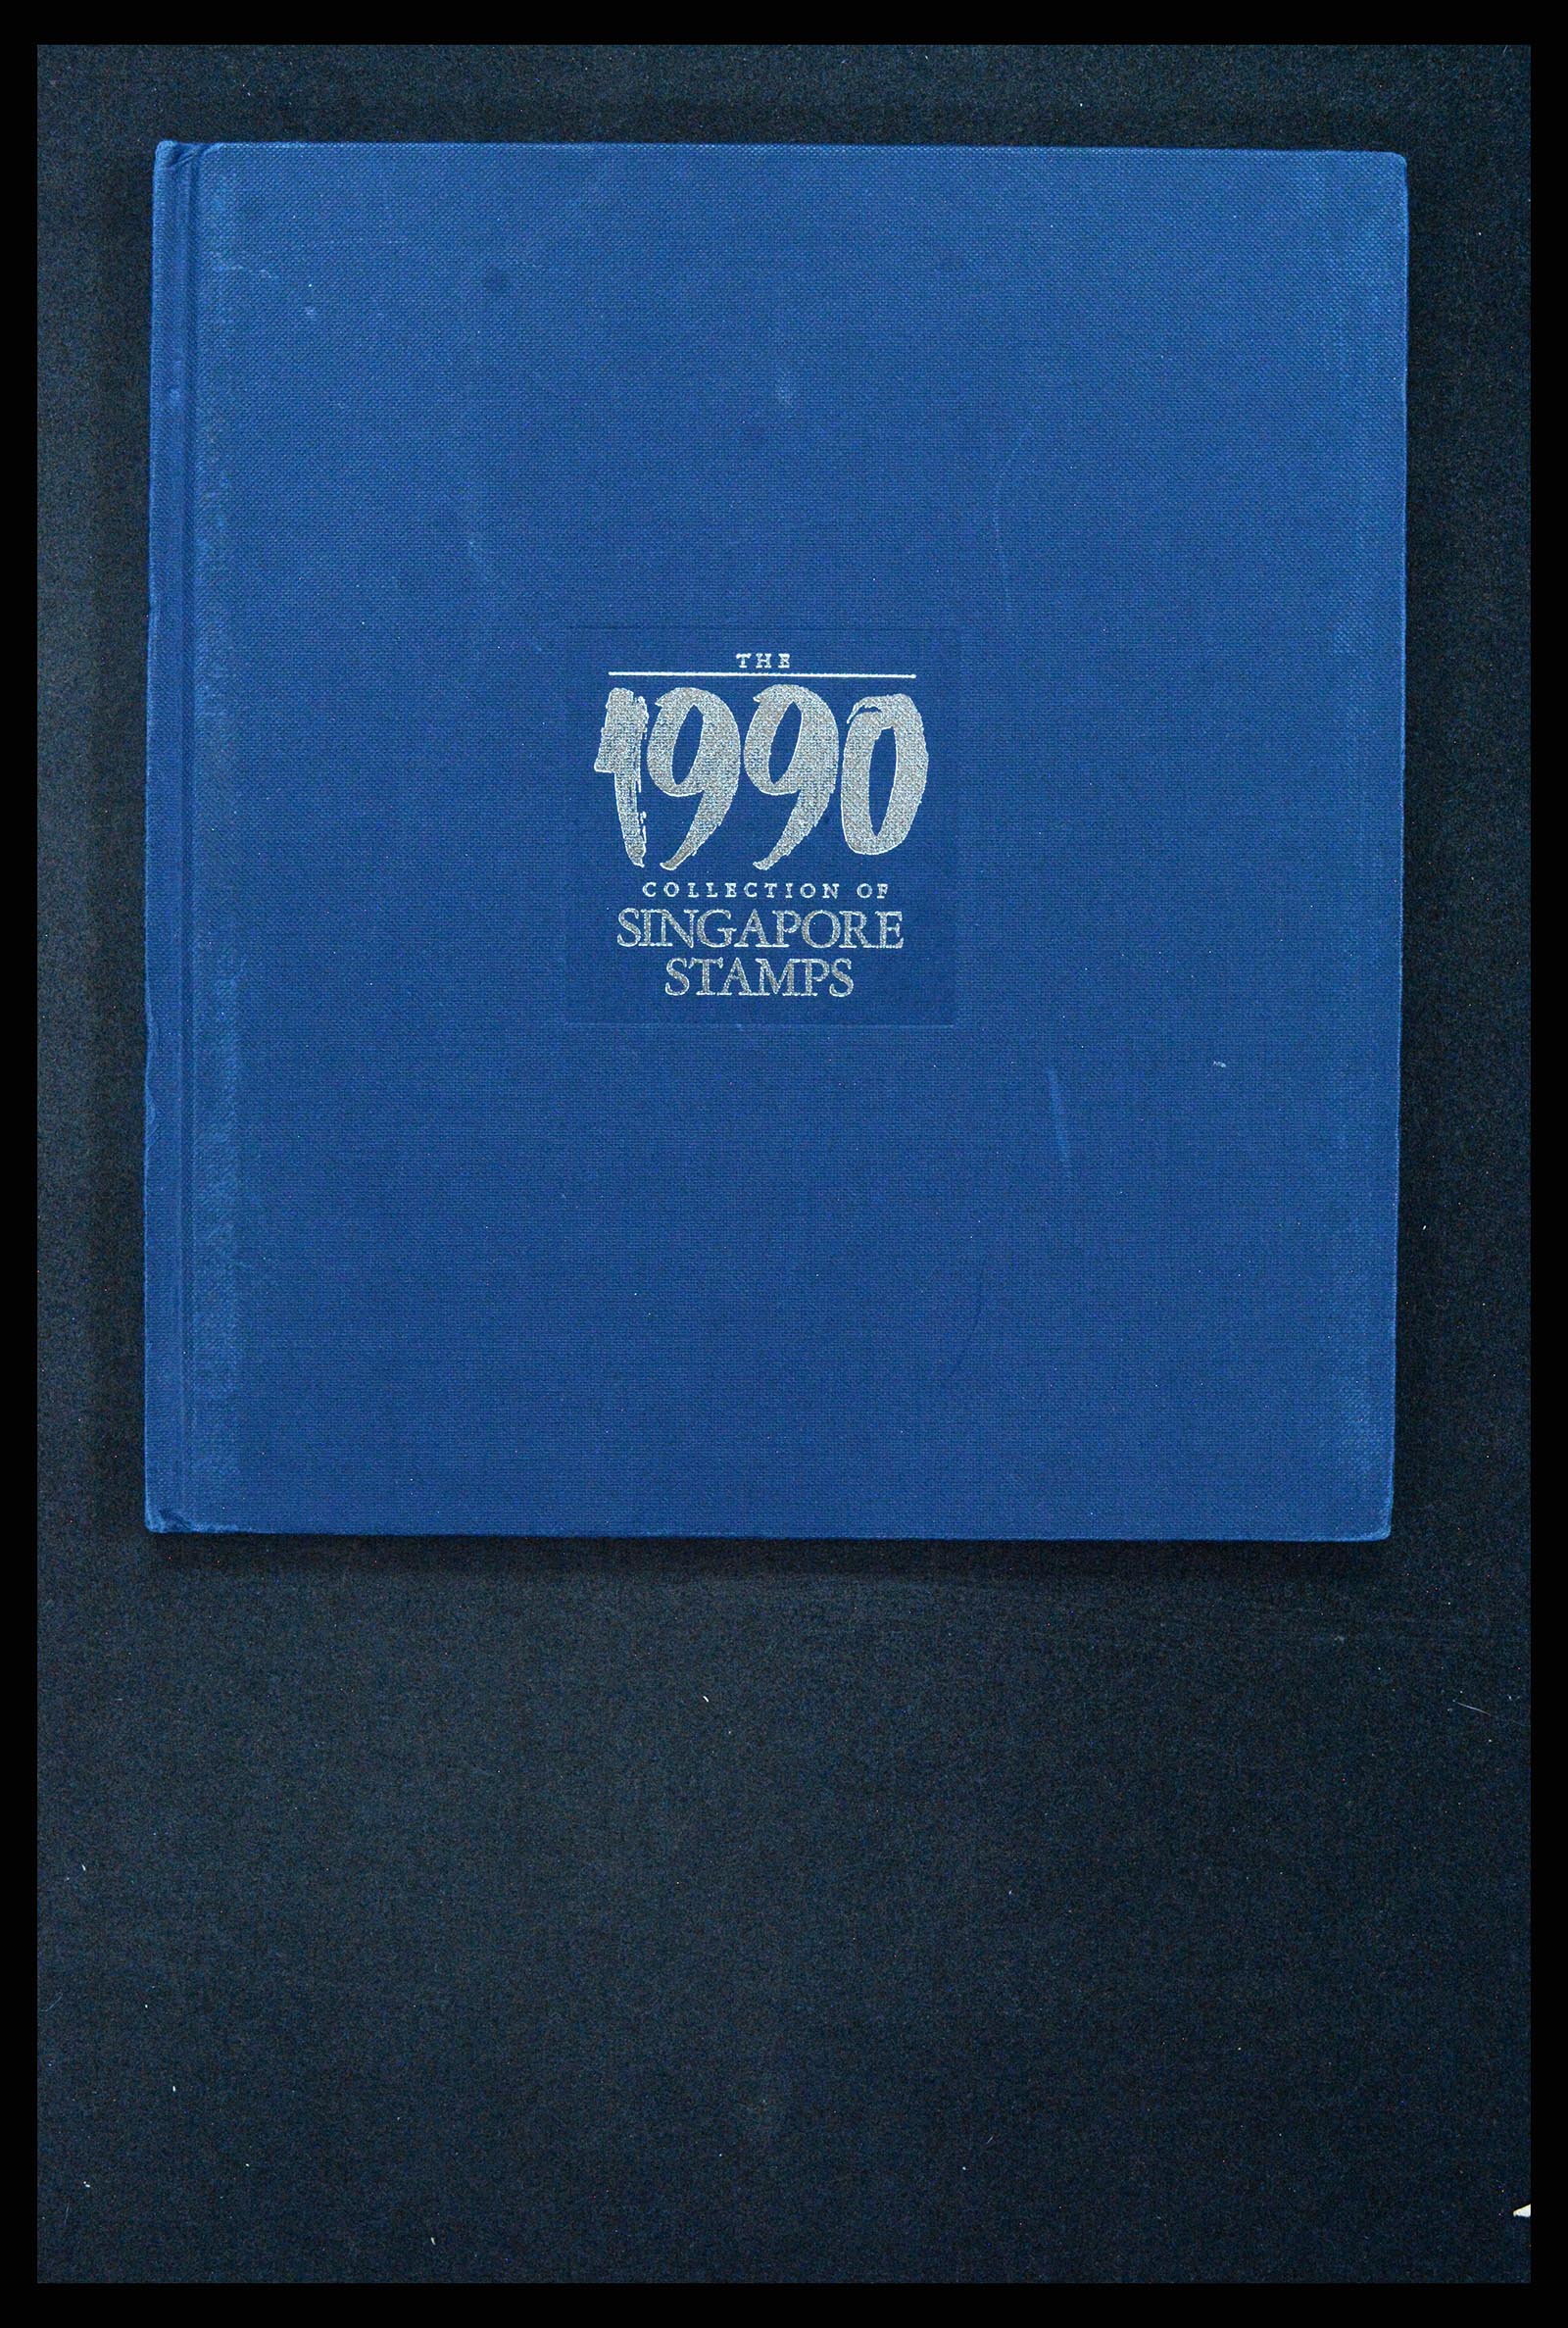 THE
1990
COLLECTION OF
SINGAPORE
STAMPS